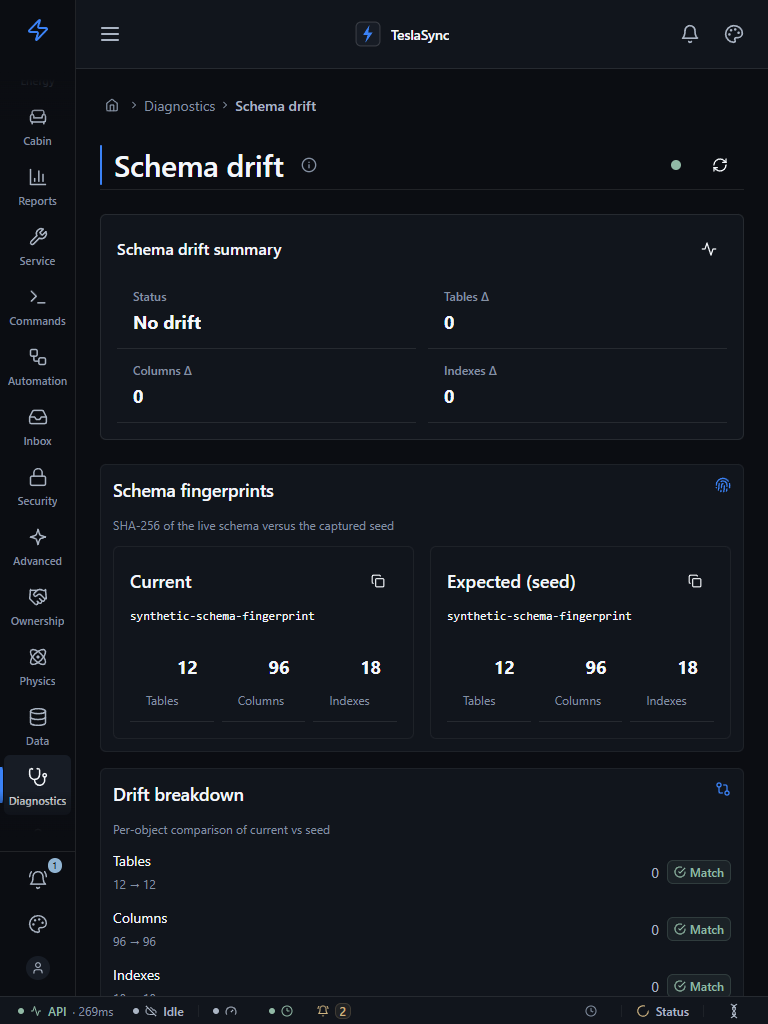 TeslaSync
Diagnostics
Schema drift
Cabin
Reports
Service
Commands
Automation
Inbox
Security
Advanced
Ownership
Physics
Data
Diagnostics
1
Schema drift
Schema drift summary
Status
No drift
Tables Δ
0
Columns Δ
0
Indexes Δ
0
Schema fingerprints
SHA-256 of the live schema versus the captured seed
Current
synthetic-schema-fingerprint
12 96 18
Tables Columns Indexes
Expected (seed)
synthetic-schema-fingerprint
12 96 18
Tables Columns Indexes
Drift breakdown
Per-object comparison of current vs seed
Tables
12 → 12
0 Match
Columns
96 → 96
0 Match
Indexes
0 Match
API · 269ms Idle 2 Status